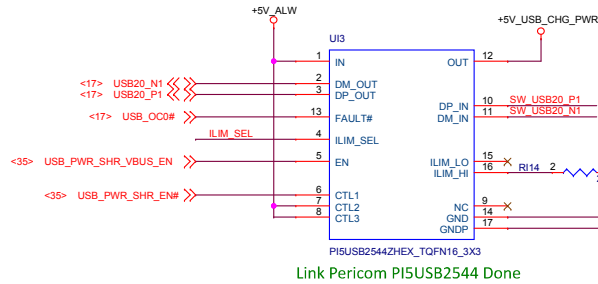 +5V_ALW
+5V_USB_CHG_PWR
UI3
1 IN OUT 12
<17> USB20_N1 2 DM_OUT
<17> USB20_P1 3 DP_OUT
DP_IN 10 SW_USB20_P1
<17> USB_OC0# 13 FAULT# DM_IN 11 SW_USB20_N1
ILIM_SEL 4 ILIM_SEL
<35> USB_PWR_SHR_VBUS_EN 5 EN ILIM_LO 15
ILIM_HI 16 RI14 2
<35> USB_PWR_SHR_EN# 6 CTL1
7 CTL2 NC 9
8 CTL3 GND 14
GNDP 17
PI5USB2544ZHEX_TQFN16_3X3
Link Pericom PI5USB2544 Done